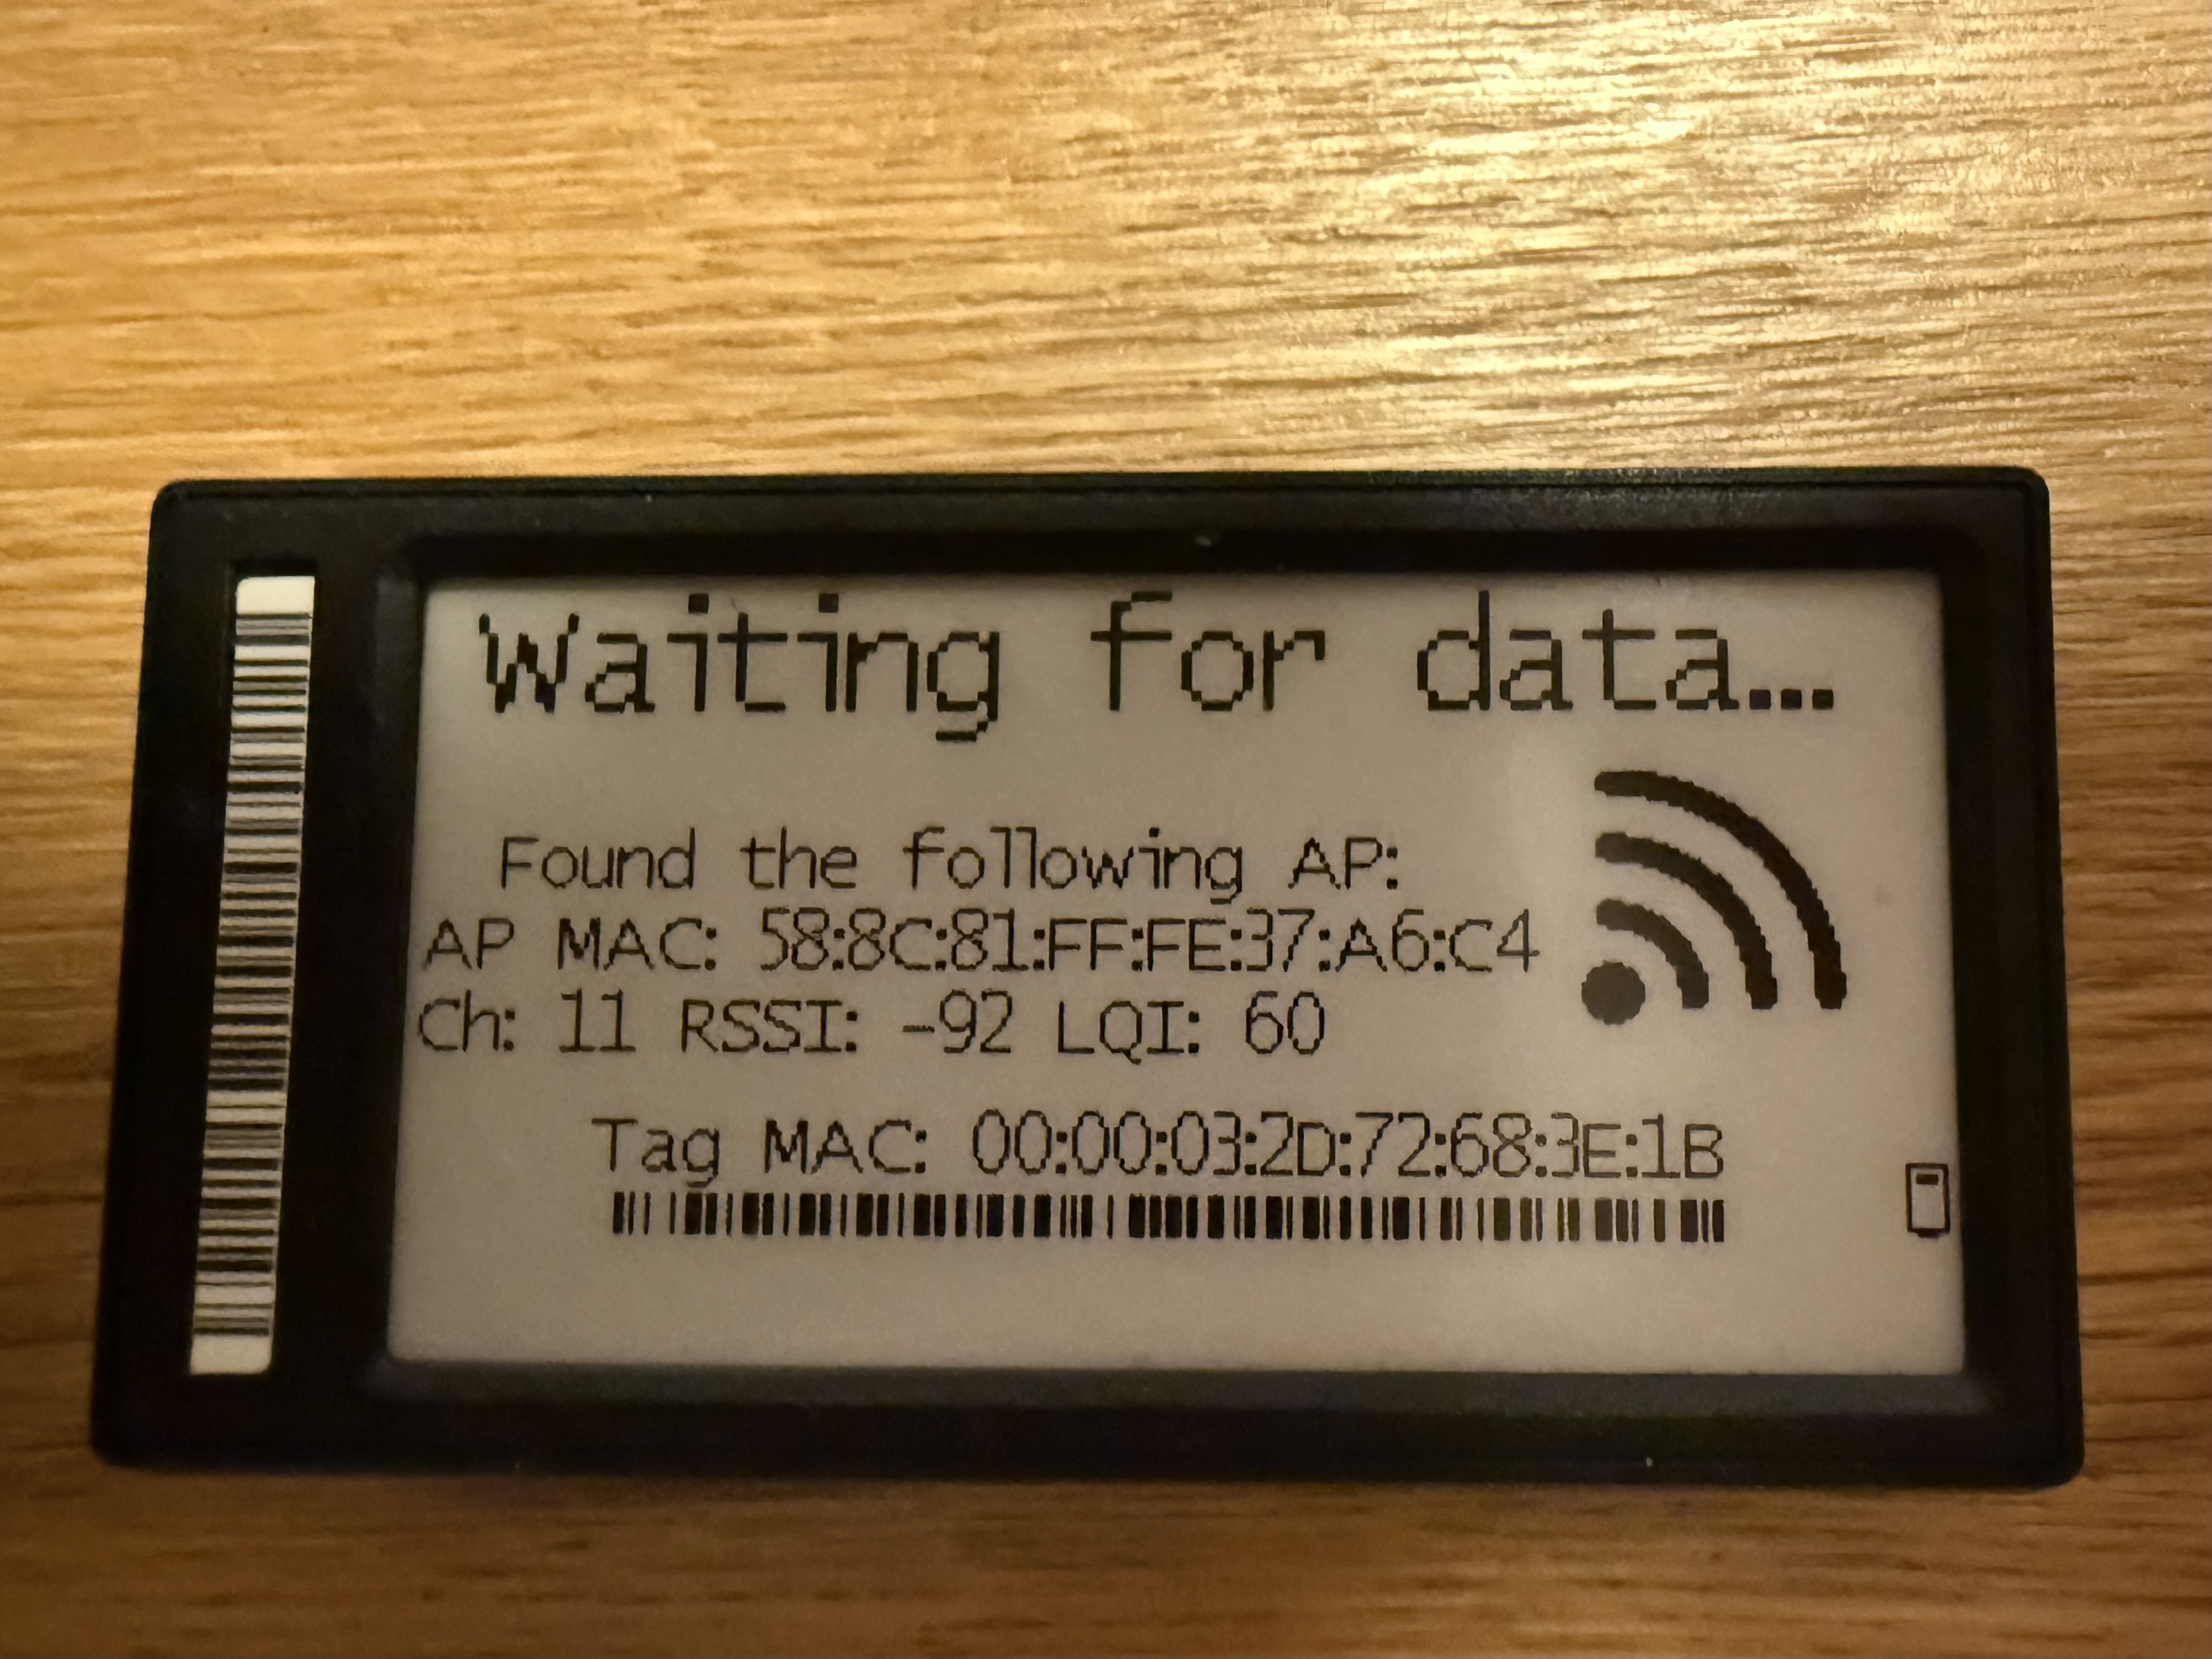 Waiting for data...
Found the following AP:
AP MAC: 58:8C:81:FF:FE:37:A6:C4
Ch: 11 RSSI: -92 LQI: 60
Tag MAC: 00:00:03:2D:72:68:3E:1B